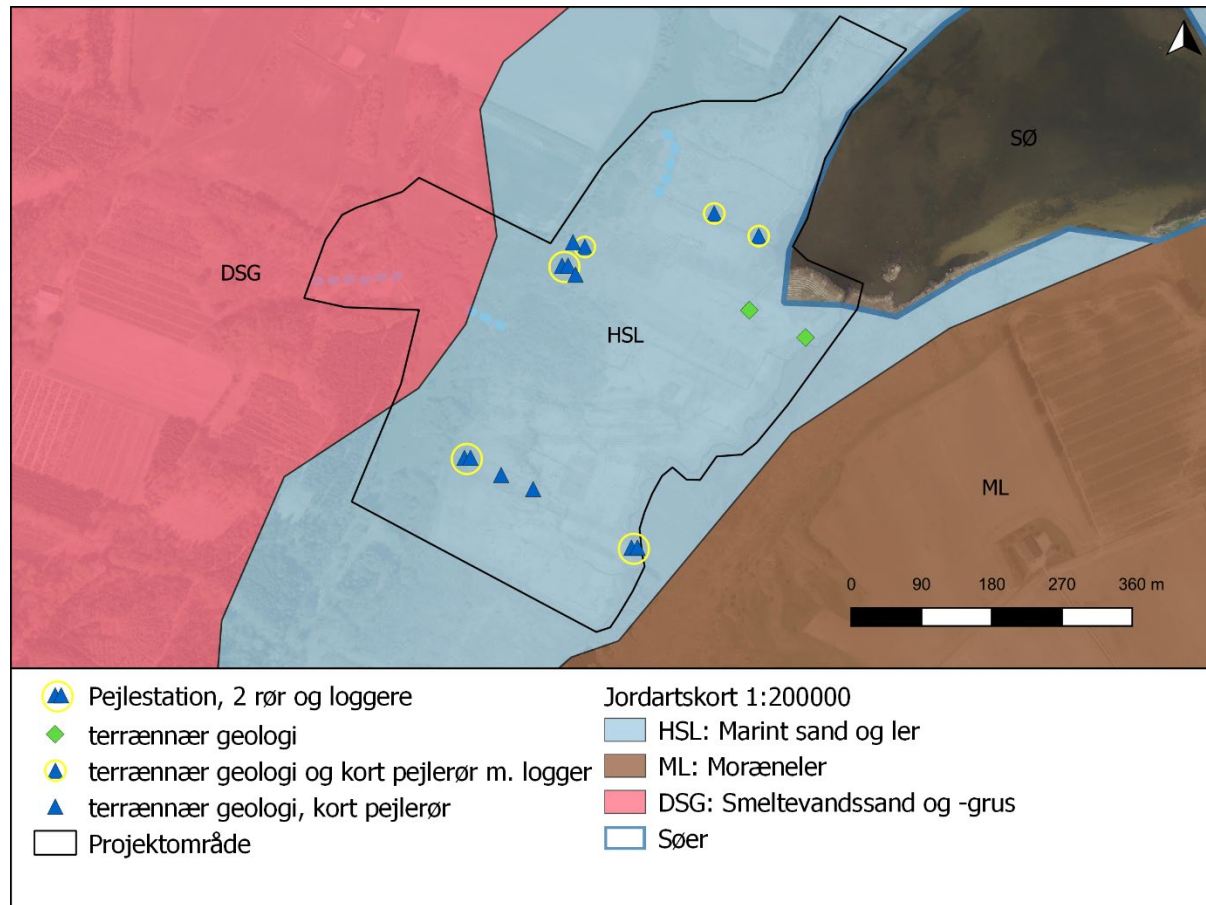 SØ
DSG
HSL
ML
0 90 180 270 360 m
Pejlestation, 2 rør og loggere
terrænnær geologi
terrænnær geologi og kort pejlerør m. logger
terrænnær geologi, kort pejlerør
Projektområde
Jordartskort 1:200000
HSL: Marint sand og ler
ML: Moræneler
DSG: Smeltevandssand og -grus
Søer